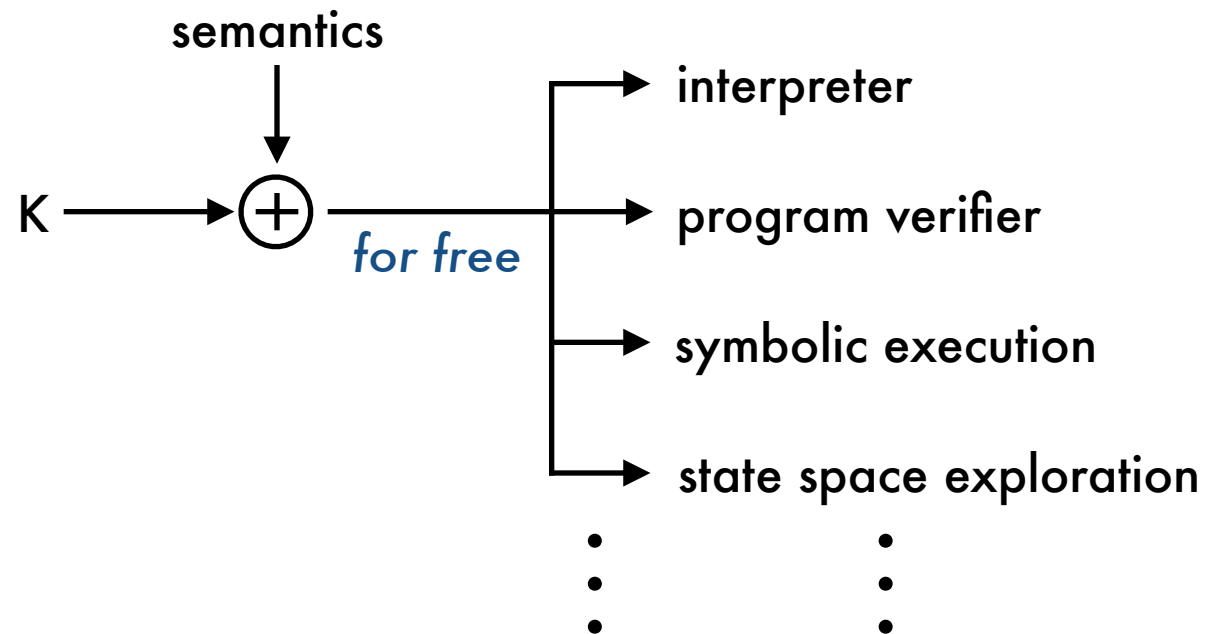 semantics
interpreter
K
+
program verifier
for free
symbolic execution
state space exploration